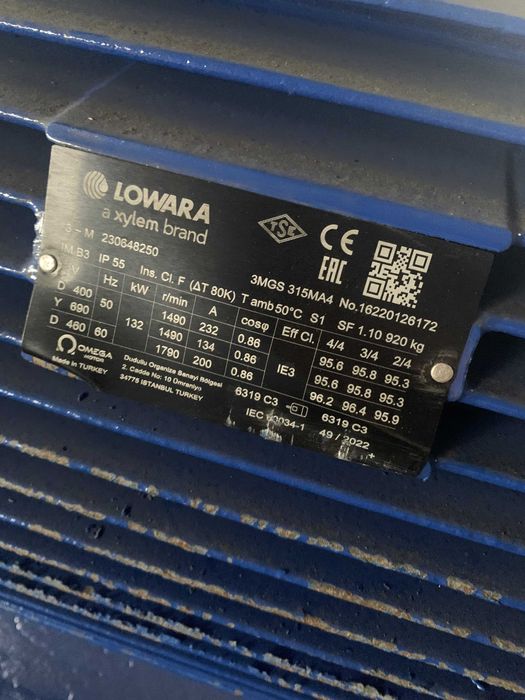 LOWARA
a xylem brand
TSE CE EAC
3 ~ M 230648250
3MGS 315MA4 No.16220126172
IM B3 IP 55 Ins. Cl. F (ΔT 80K) T amb 50°C S1 SF 1.10 920 kg
V Hz kW r/min A cosφ Eff Cl. 4/4 3/4 2/4
D 400 50 132 1490 232 0.86 IE3 95.6 95.8 95.3
Y 690 1490 134 0.86 95.6 95.8 95.3
D 460 60 1790 200 0.86 96.2 96.4 95.9
OMEGA
MOTOR
Made in TURKEY
Dudullu Organize Sanayi Bölgesi
2. Cadde No: 10 Ümraniye
34775 ISTANBUL TURKEY
6319 C3 6319 C3
IEC 60034-1 49 / 2022